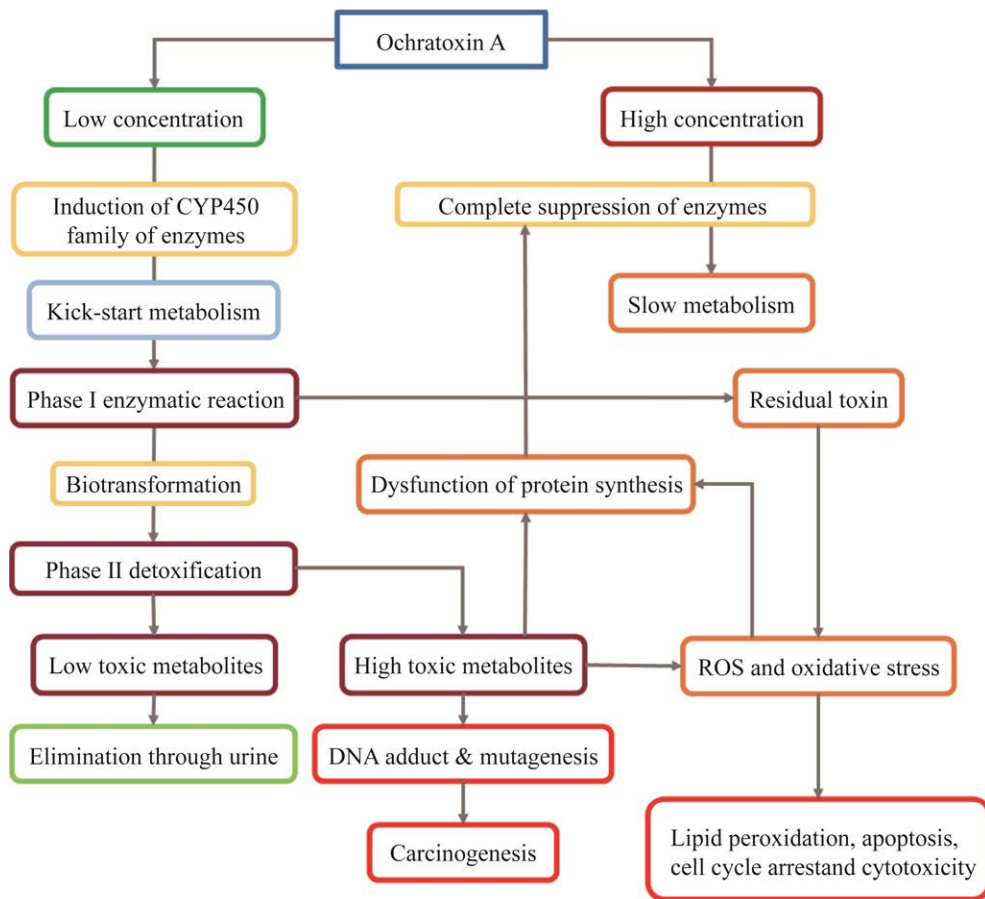 Ochratoxin A
Low concentration
High concentration
Induction of CYP450
family of enzymes
Complete suppression of enzymes
Kick-start metabolism
Slow metabolism
Phase I enzymatic reaction
Residual toxin
Biotransformation
Dysfunction of protein synthesis
Phase II detoxification
Low toxic metabolites
High toxic metabolites
ROS and oxidative stress
Elimination through urine
DNA adduct & mutagenesis
Carcinogenesis
Lipid peroxidation, apoptosis,
cell cycle arrestand cytotoxicity